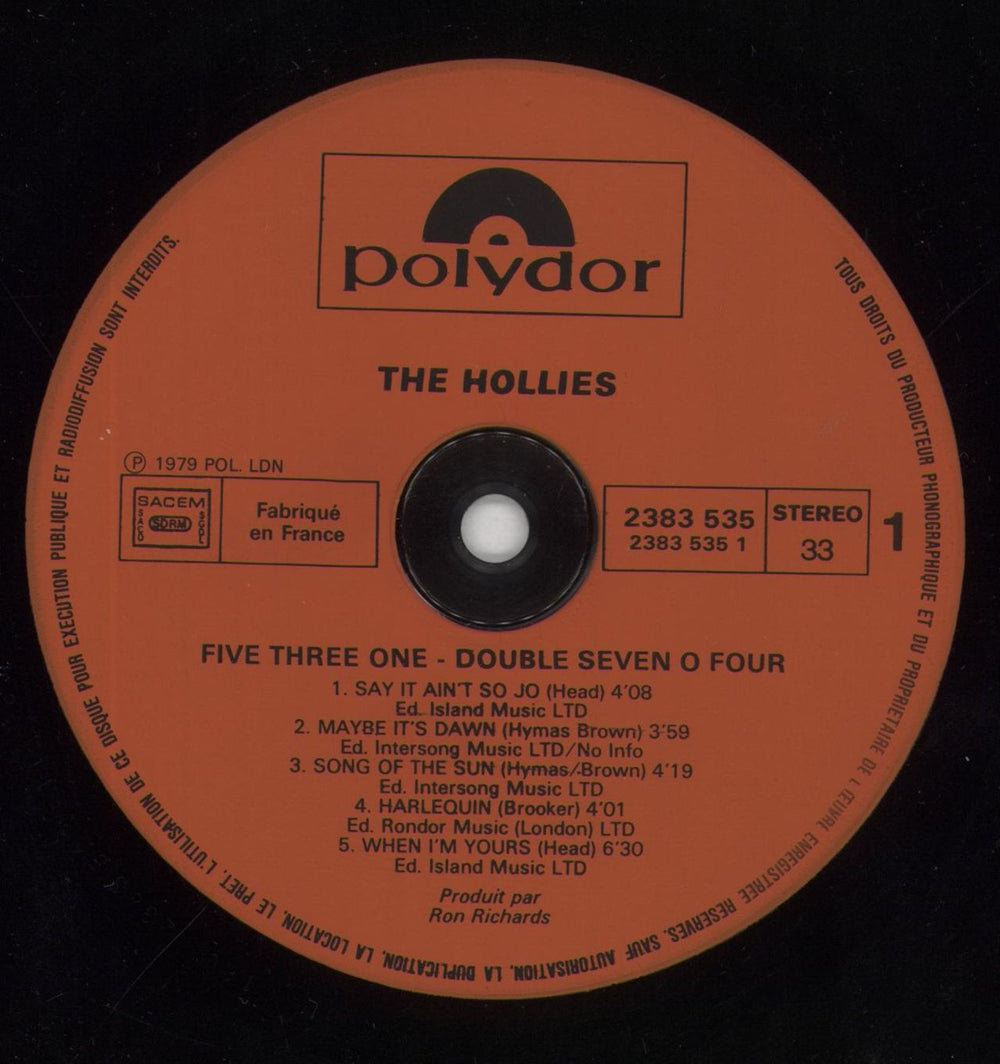 polydor
THE HOLLIES
℗ 1979 POL. LDN
SACEM
SACD SDRM SGDL
Fabriqué
en France
2383 535
2383 535 1
STEREO
33
1
FIVE THREE ONE - DOUBLE SEVEN O FOUR
1. SAY IT AIN'T SO JO (Head) 4'08
Ed. Island Music LTD
2. MAYBE IT'S DAWN (Hymas Brown) 3'59
Ed. Intersong Music LTD/No Info
3. SONG OF THE SUN (Hymas/-Brown) 4'19
Ed. Intersong Music LTD
4. HARLEQUIN (Brooker) 4'01
Ed. Rondor Music (London) LTD
5. WHEN I'M YOURS (Head) 6'30
Ed. Island Music LTD
Produit par
Ron Richards
TOUS DROITS DU PRODUCTEUR PHONOGRAPHIQUE ET DU PROPRIETAIRE DE L'ŒUVRE ENREGISTREE RESERVES. SAUF AUTORISATION, LA DUPLICATION, LA LOCATION, LE PRET, L'UTILISATION DE CE DISQUE POUR EXECUTION PUBLIQUE ET RADIODIFFUSION SONT INTERDITS.